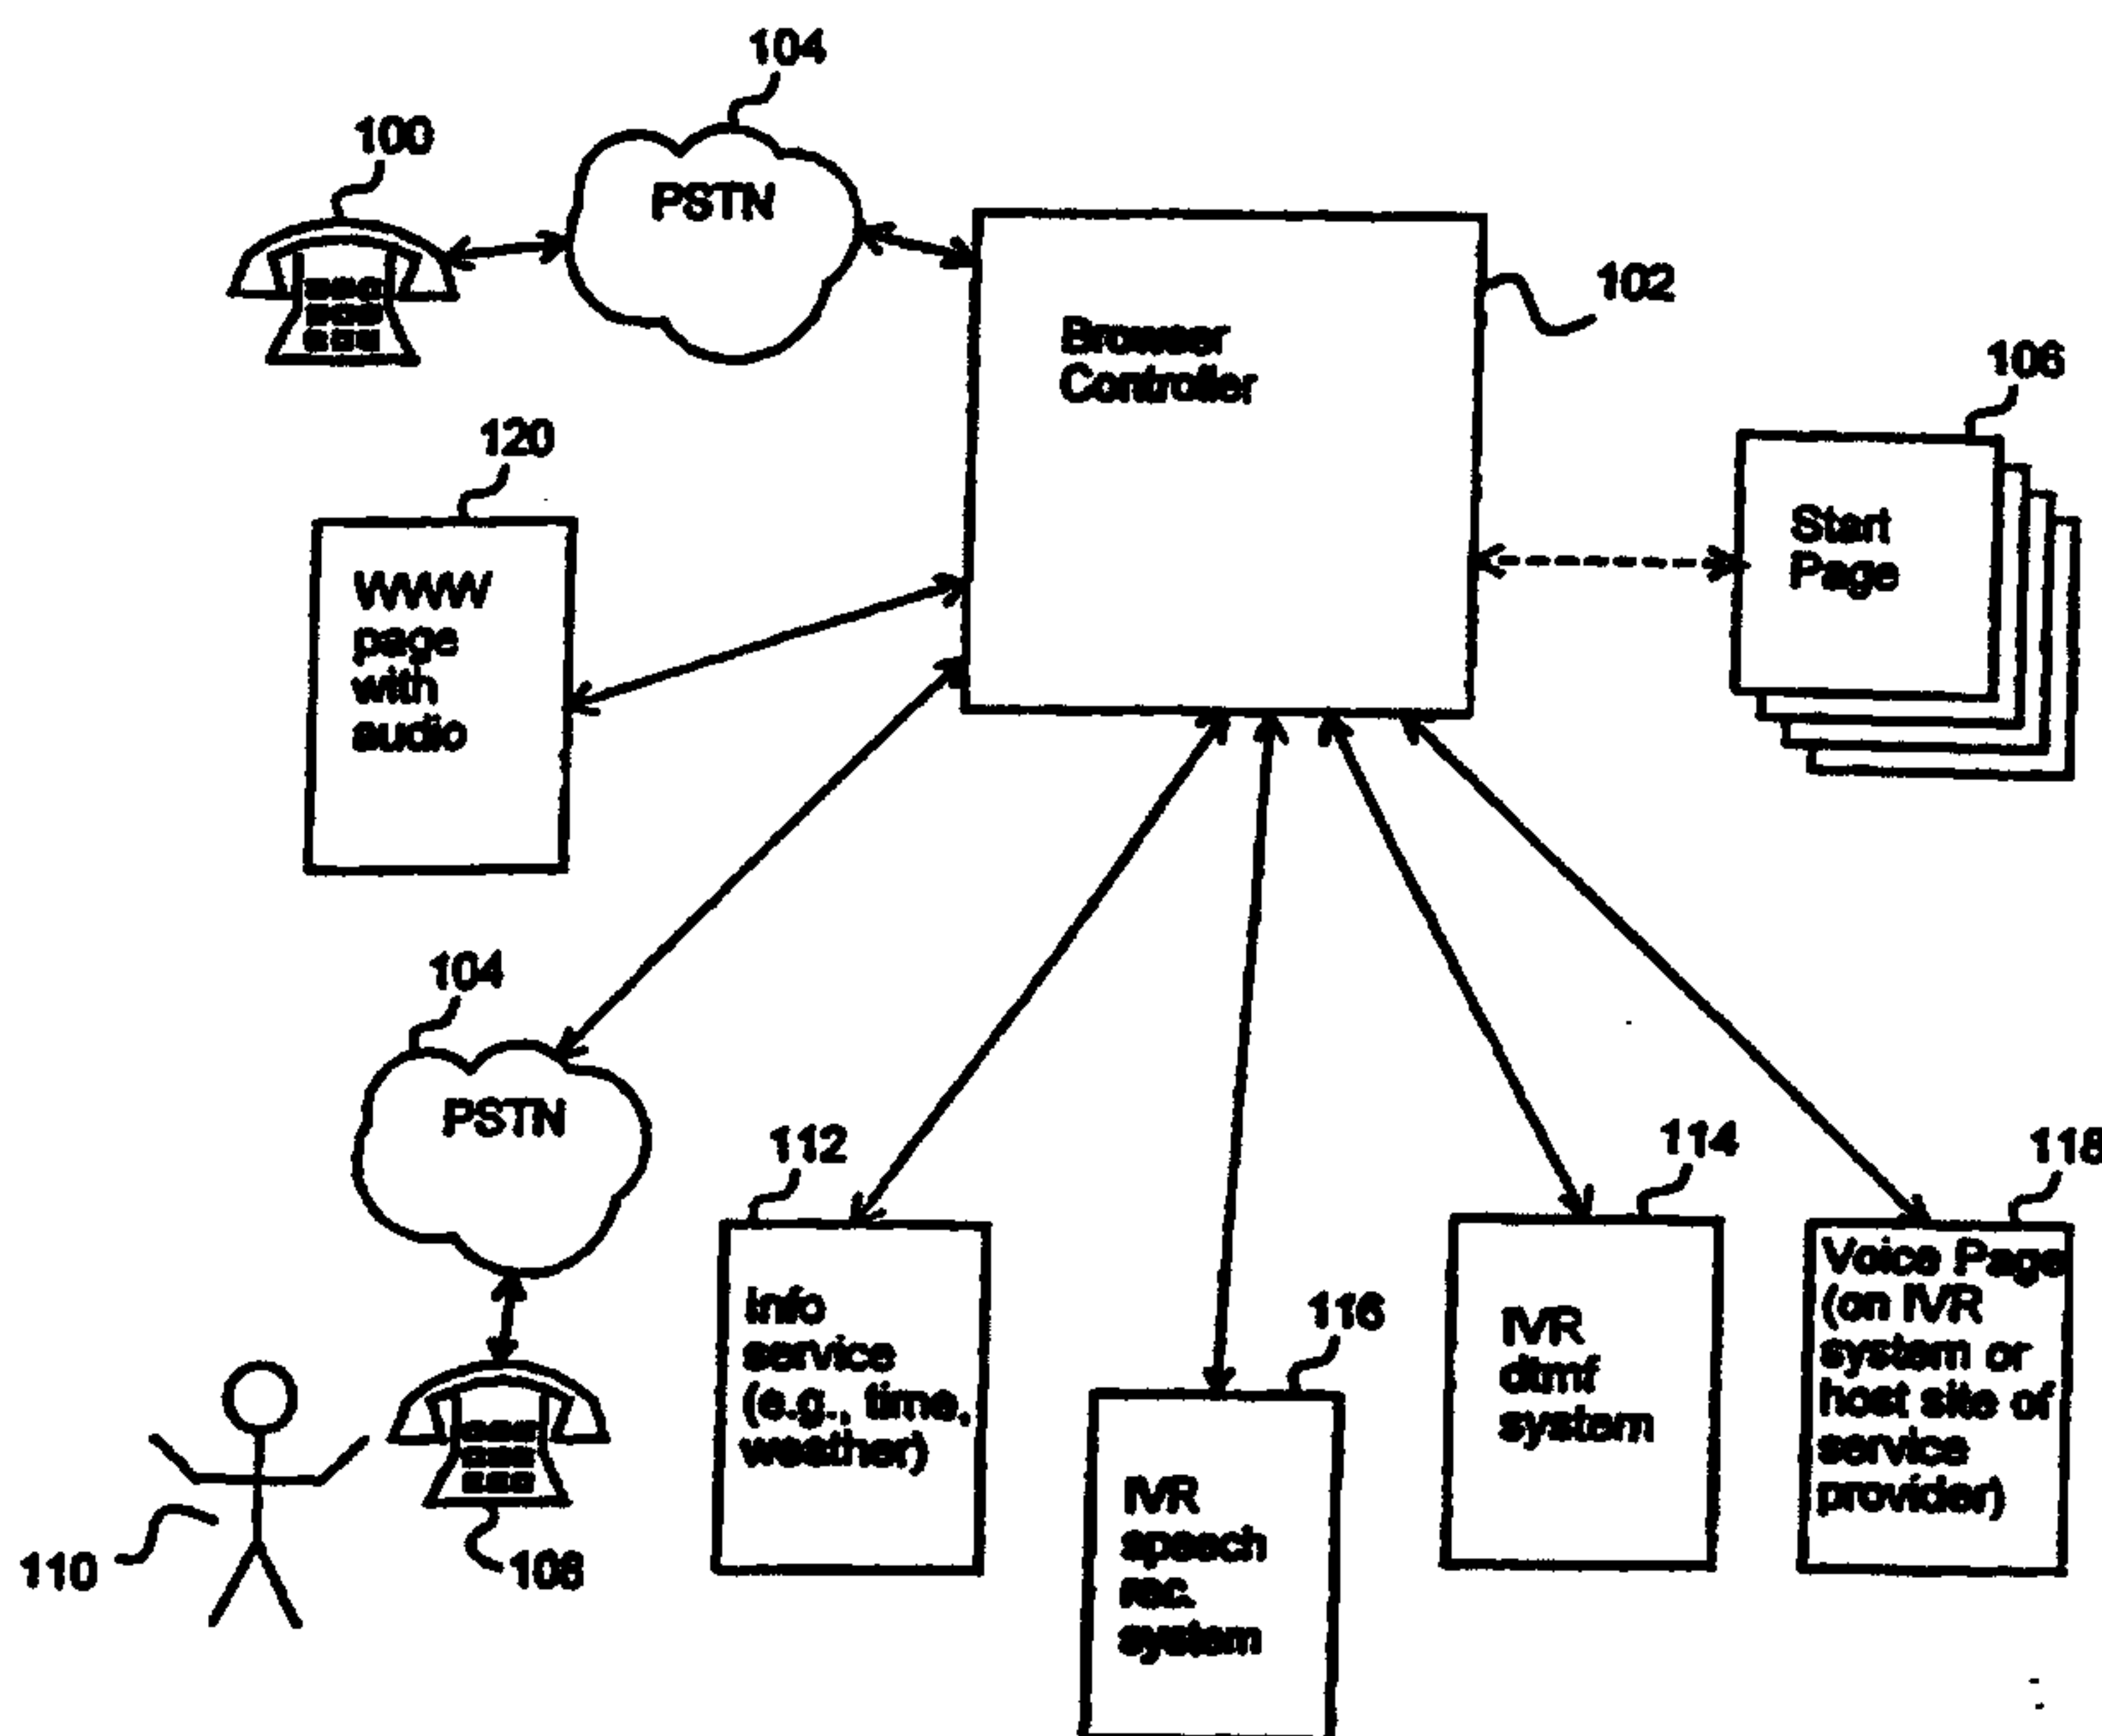 104
100
PSTN
102
Browser
Controller
106
120
Start
Page
WWW
page
with
audio
104
PSTN
112
114
118
Info
service
(e.g., time,
weather)
116
IVR
dtmf
system
Voice Page
(on IVR
system or
host site of
service
provider)
IVR
speech
rec.
system
110
108